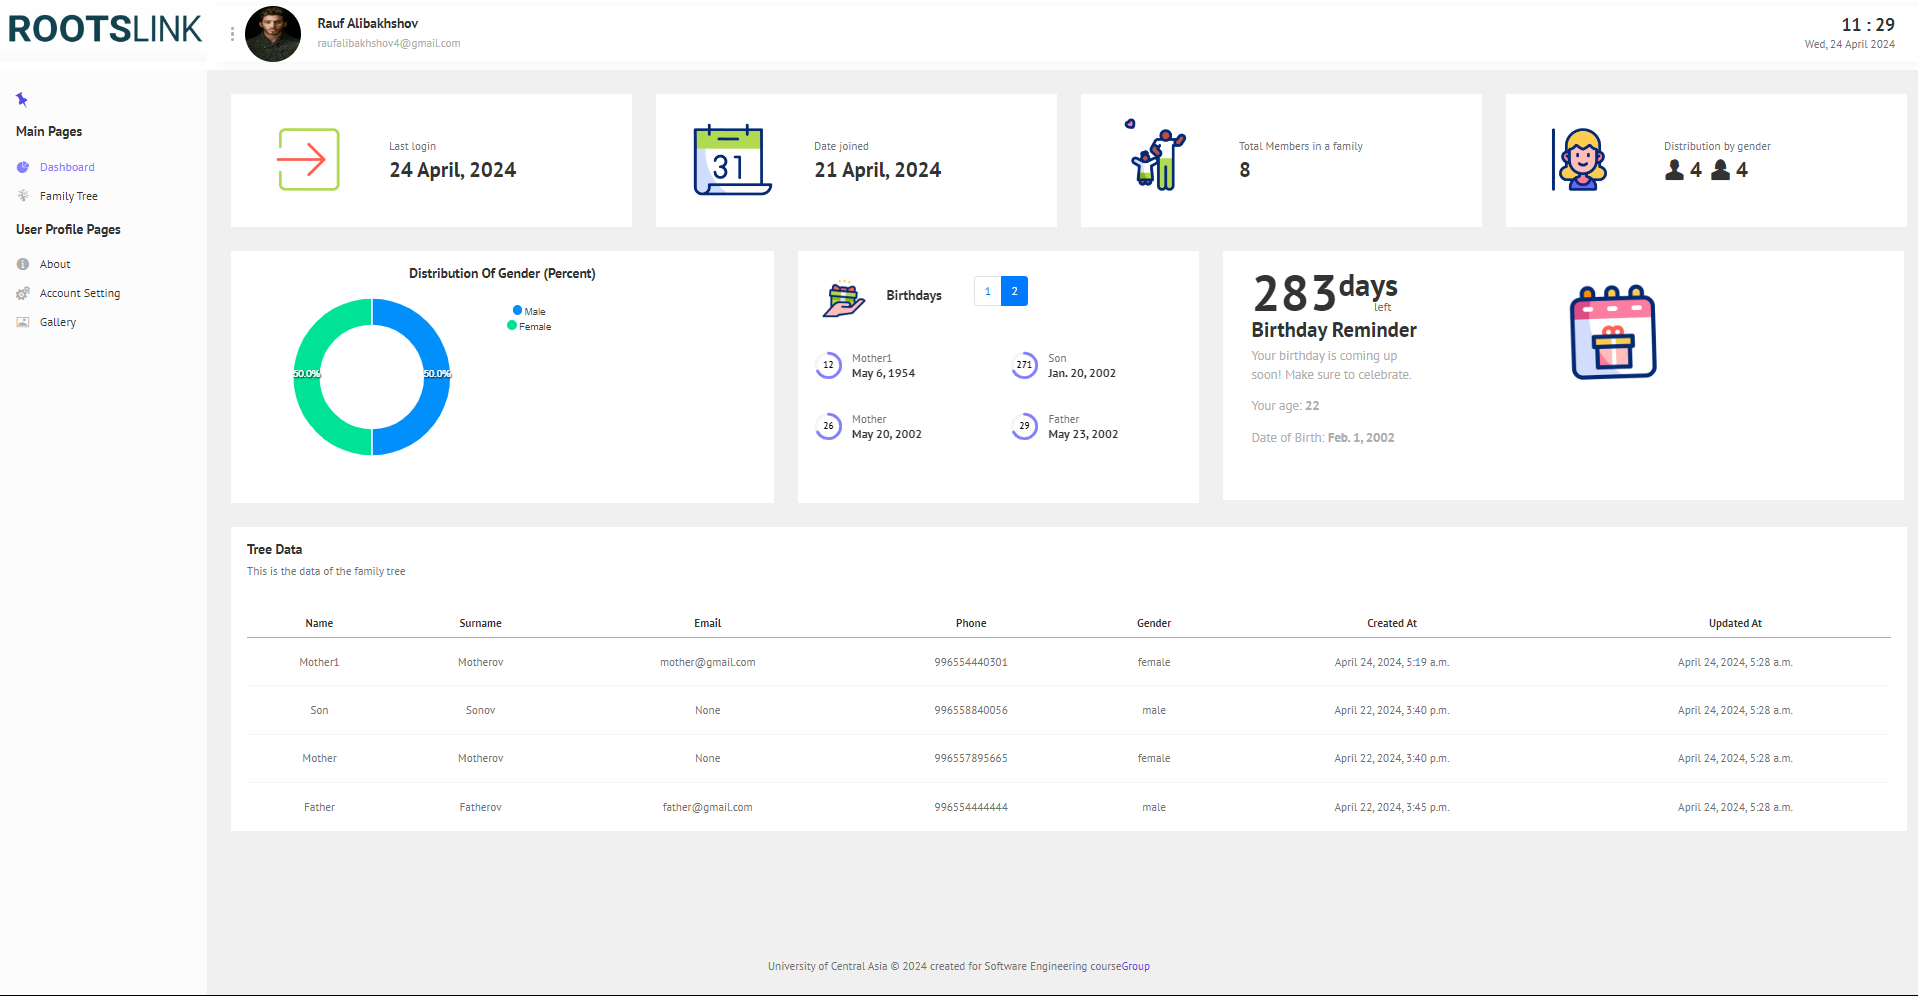 ROOTSLINK
Rauf Alibakhshov
raufalibakhshov4@gmail.com
11 : 29
Wed, 24 April 2024
Main Pages
Dashboard
Family Tree
User Profile Pages
About
Account Setting
Gallery
Last login
24 April, 2024
31
Date joined
21 April, 2024
Total Members in a family
8
Distribution by gender
4 4
Distribution Of Gender (Percent)
Male
Female
50.0% 50.0%
Birthdays 1 2
12 Mother1
May 6, 1954
271 Son
Jan. 20, 2002
26 Mother
May 20, 2002
29 Father
May 23, 2002
283 days
left
Birthday Reminder
Your birthday is coming up
soon! Make sure to celebrate.
Your age: 22
Date of Birth: Feb. 1, 2002
Tree Data
This is the data of the family tree
Name Surname Email Phone Gender Created At Updated At
Mother1 Motherov mother@gmail.com 996554440301 female April 24, 2024, 5:19 a.m. April 24, 2024, 5:28 a.m.
Son Sonov None 996558840056 male April 22, 2024, 3:40 p.m. April 24, 2024, 5:28 a.m.
Mother Motherov None 996557895665 female April 22, 2024, 3:40 p.m. April 24, 2024, 5:28 a.m.
Father Fatherov father@gmail.com 996554444444 male April 22, 2024, 3:45 p.m. April 24, 2024, 5:28 a.m.
University of Central Asia © 2024 created for Software Engineering courseGroup